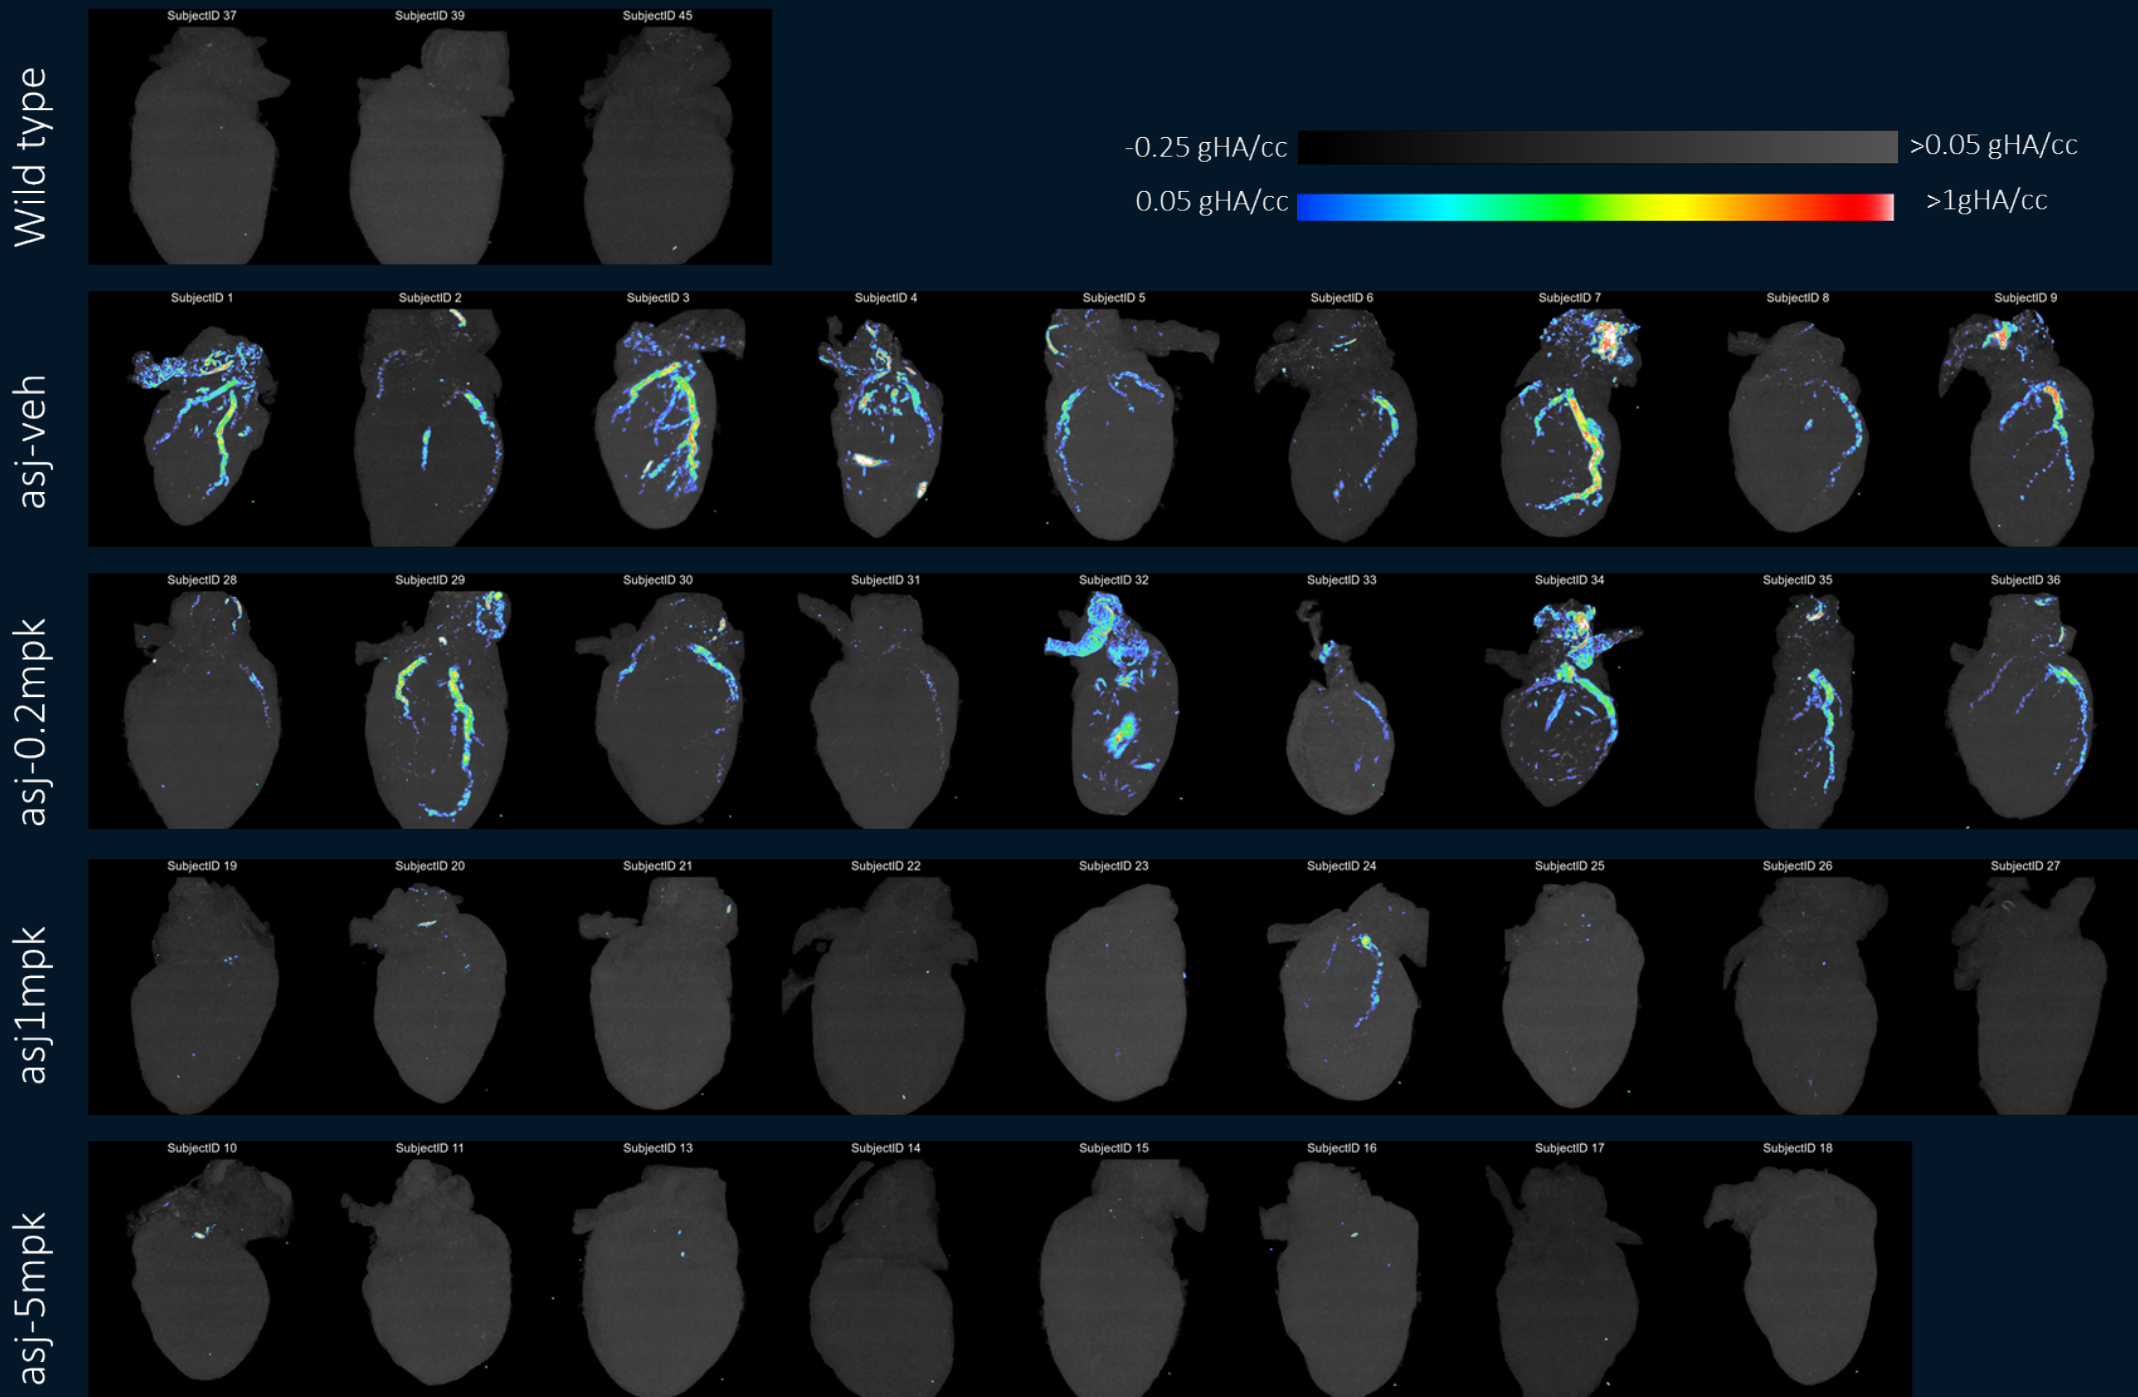 Wild type
SubjectID 37
SubjectID 39
SubjectID 45
-0.25 gHA/cc
>0.05 gHA/cc
0.05 gHA/cc
>1gHA/cc
asj-veh
SubjectID 1
SubjectID 2
SubjectID 3
SubjectID 4
SubjectID 5
SubjectID 6
SubjectID 7
SubjectID 8
SubjectID 9
asj-0.2mpk
SubjectID 28
SubjectID 29
SubjectID 30
SubjectID 31
SubjectID 32
SubjectID 33
SubjectID 34
SubjectID 35
SubjectID 36
asj1mpk
SubjectID 19
SubjectID 20
SubjectID 21
SubjectID 22
SubjectID 23
SubjectID 24
SubjectID 25
SubjectID 26
SubjectID 27
asj-5mpk
SubjectID 10
SubjectID 11
SubjectID 13
SubjectID 14
SubjectID 15
SubjectID 16
SubjectID 17
SubjectID 18